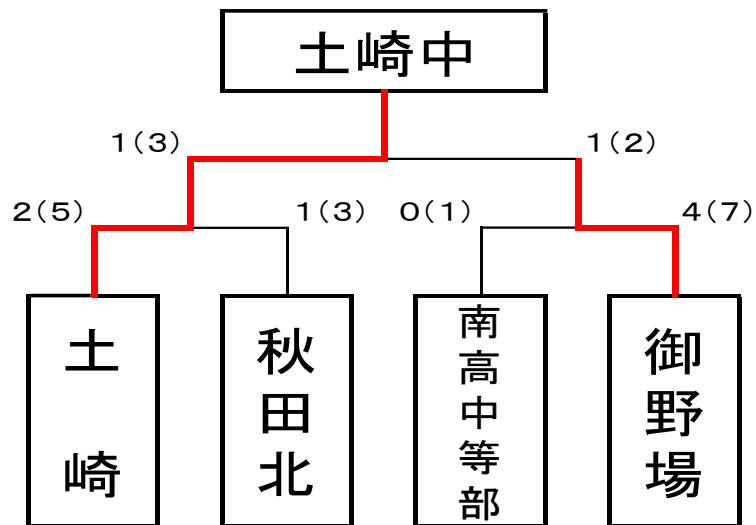 土崎中
1(3)
1(2)
2(5)
1(3)
0(1)
4(7)
土崎
秋田北
南高中等部
御野場